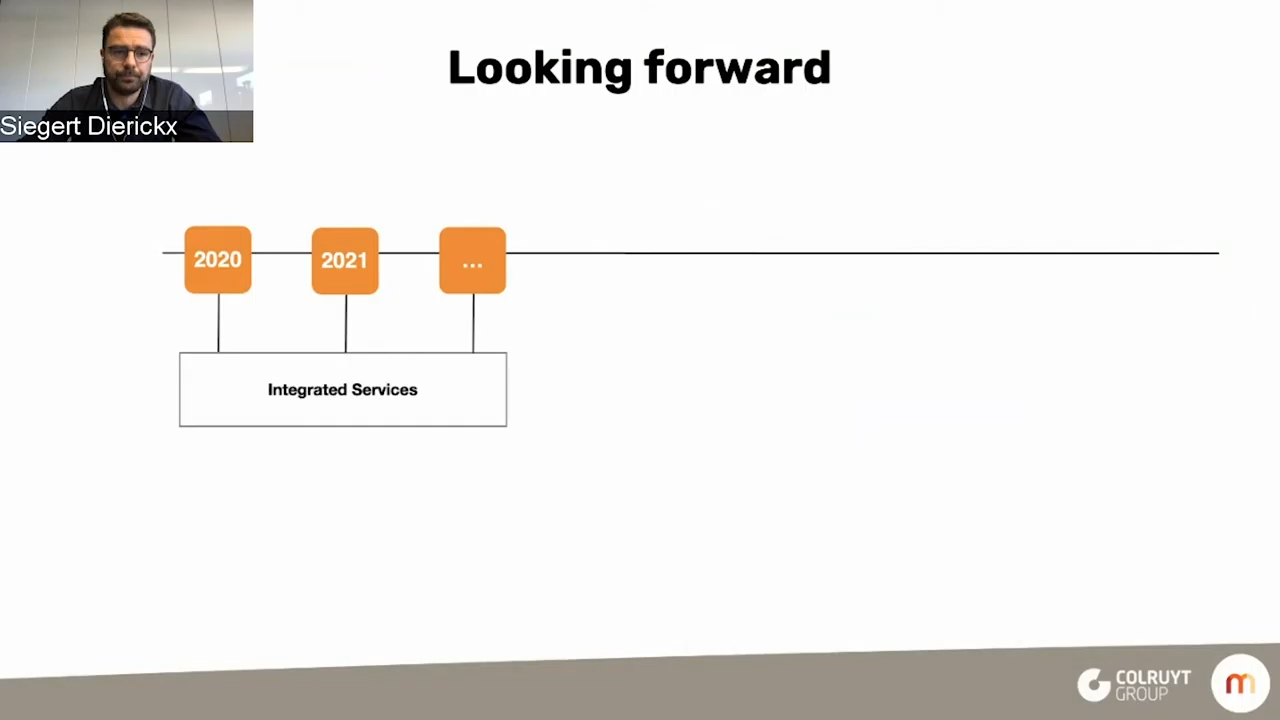 Looking forward
Siegert Dierickx
2020
2021
...
Integrated Services
COLRUYT
GROUP
m